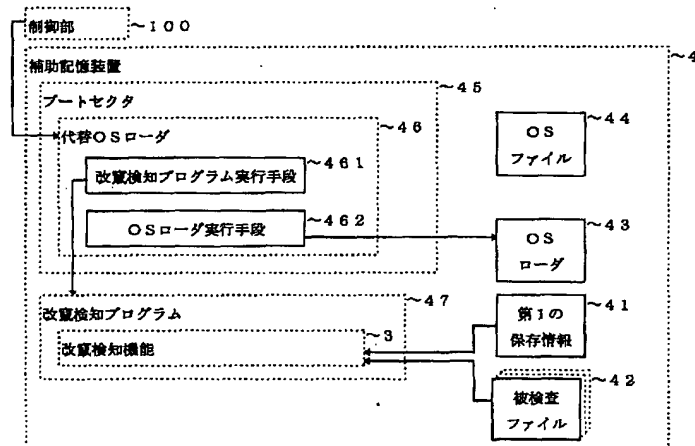 制御部
~100
補助記憶装置
~4
ブートセクタ
~45
代替OSローダ
~46
改竄検知プログラム実行手段
~461
OSローダ実行手段
~462
OS
ファイル
~44
OS
ローダ
~43
改竄検知プログラム
~47
改竄検知機能
~3
第1の
保存情報
~41
被検査
ファイル
~42